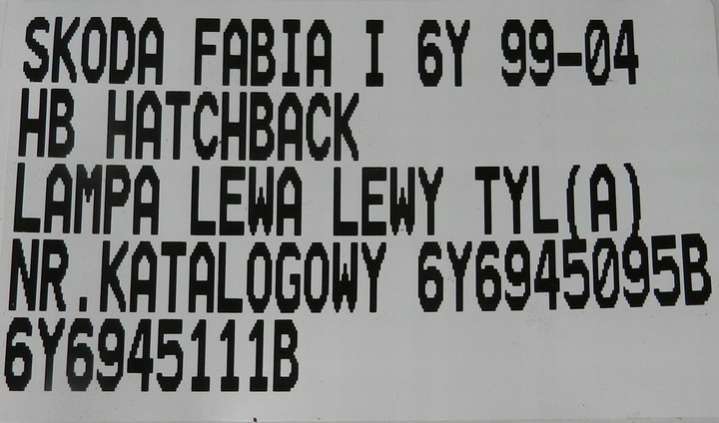 SKODA FABIA I 6Y 99-04
HB HATCHBACK
LAMPA LEWA LEWY TYL(A)
NR.KATALOGOWY 6Y6945095B
6Y6945111B